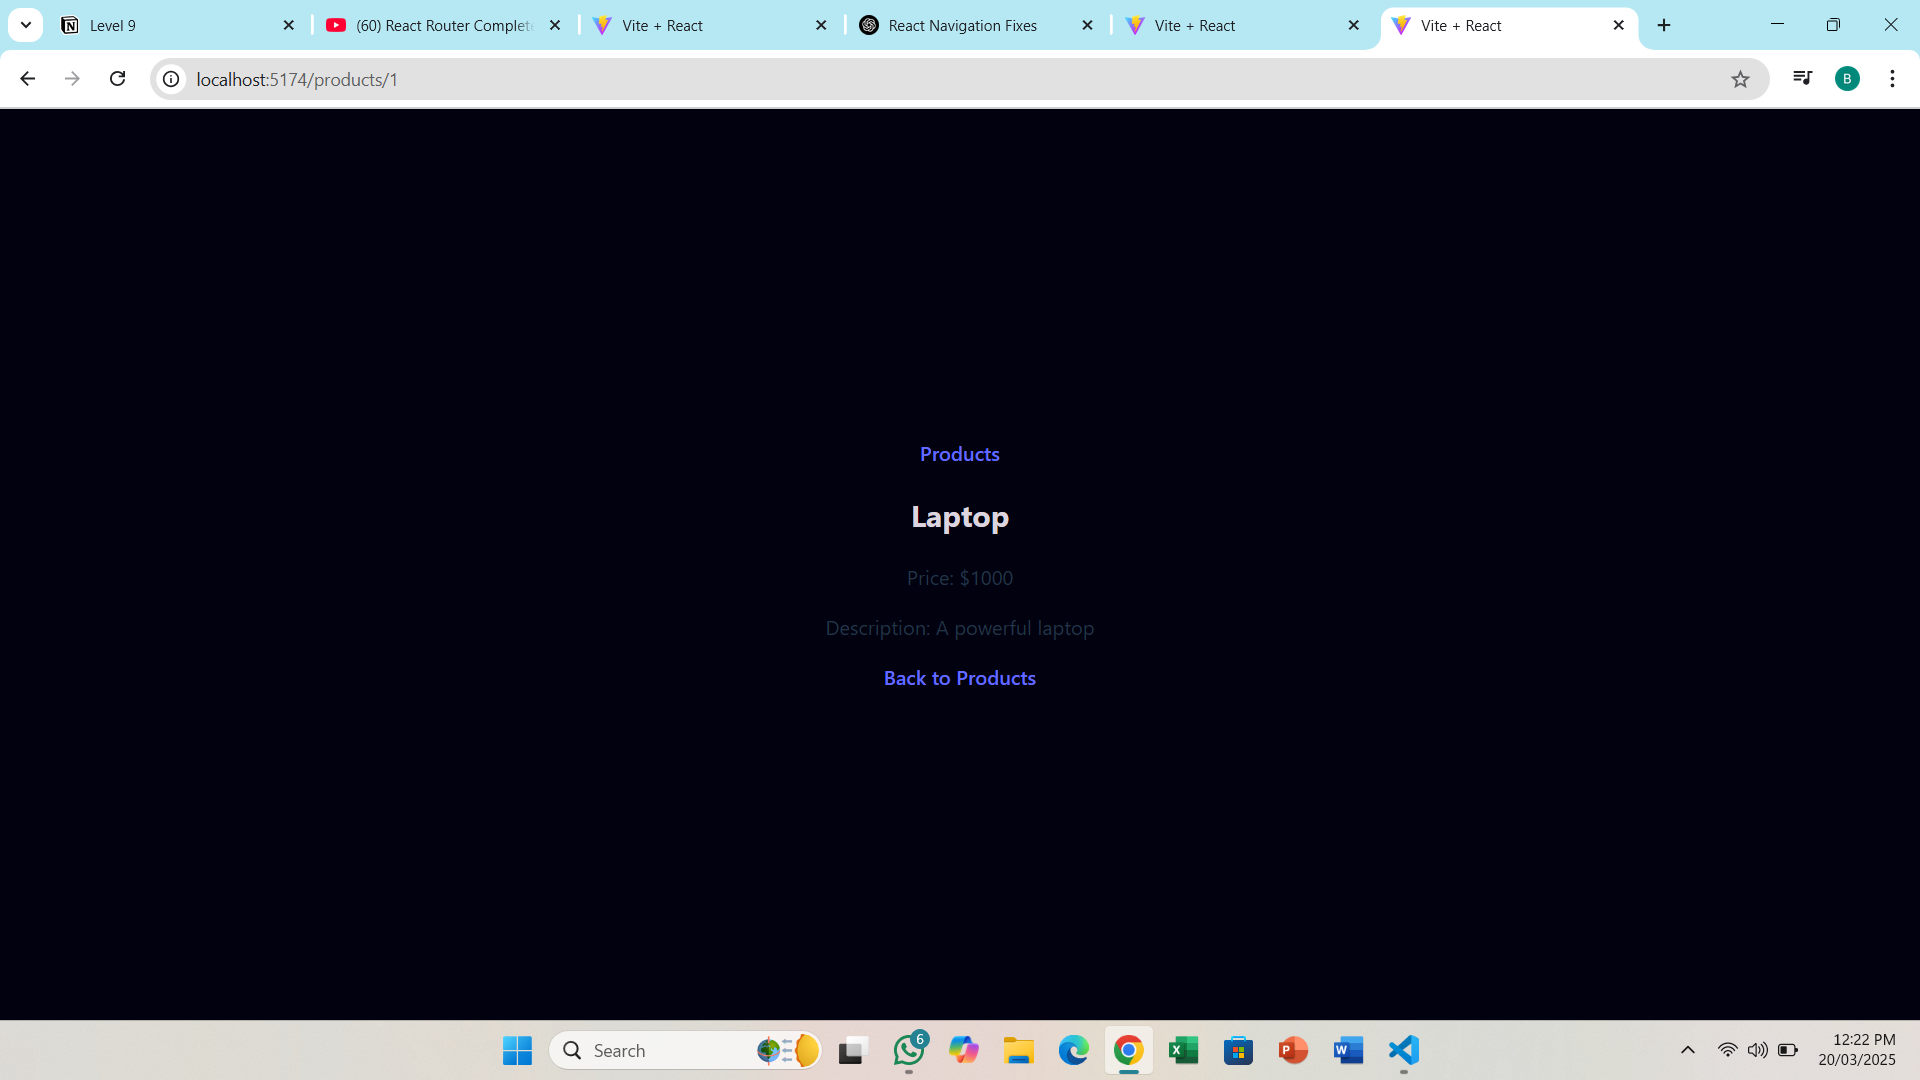 Level 9
(60) React Router Complete
Vite + React
React Navigation Fixes
Vite + React
Vite + React
localhost:5174/products/1
B
Products
Laptop
Price: $1000
Description: A powerful laptop
Back to Products
Search
6
12:22 PM
20/03/2025